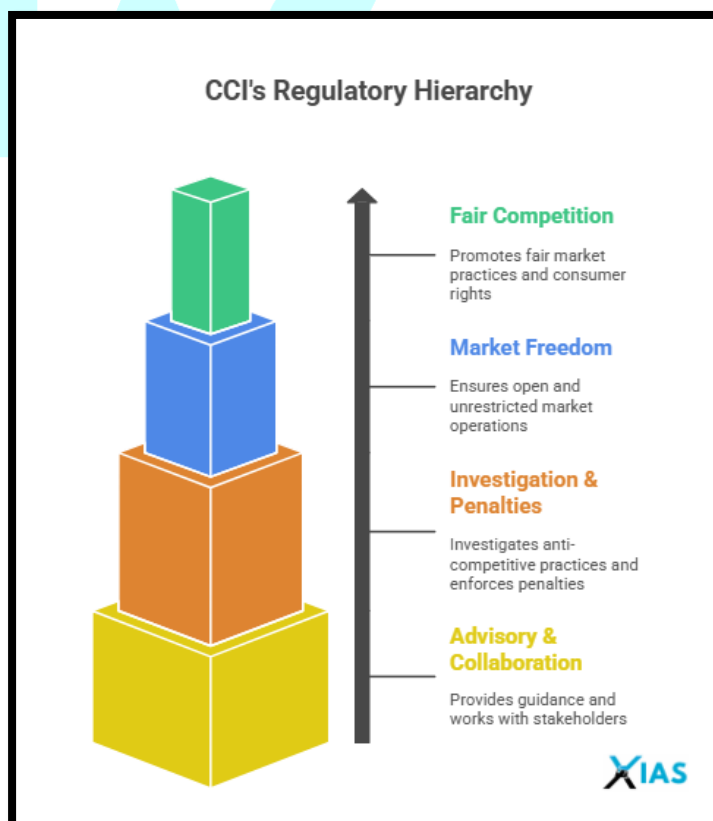 CCI's Regulatory Hierarchy
Fair Competition
Promotes fair market
practices and consumer
rights
Market Freedom
Ensures open and
unrestricted market
operations
Investigation &
Penalties
Investigates anti-
competitive practices and
enforces penalties
Advisory &
Collaboration
Provides guidance and
works with stakeholders
XIAS